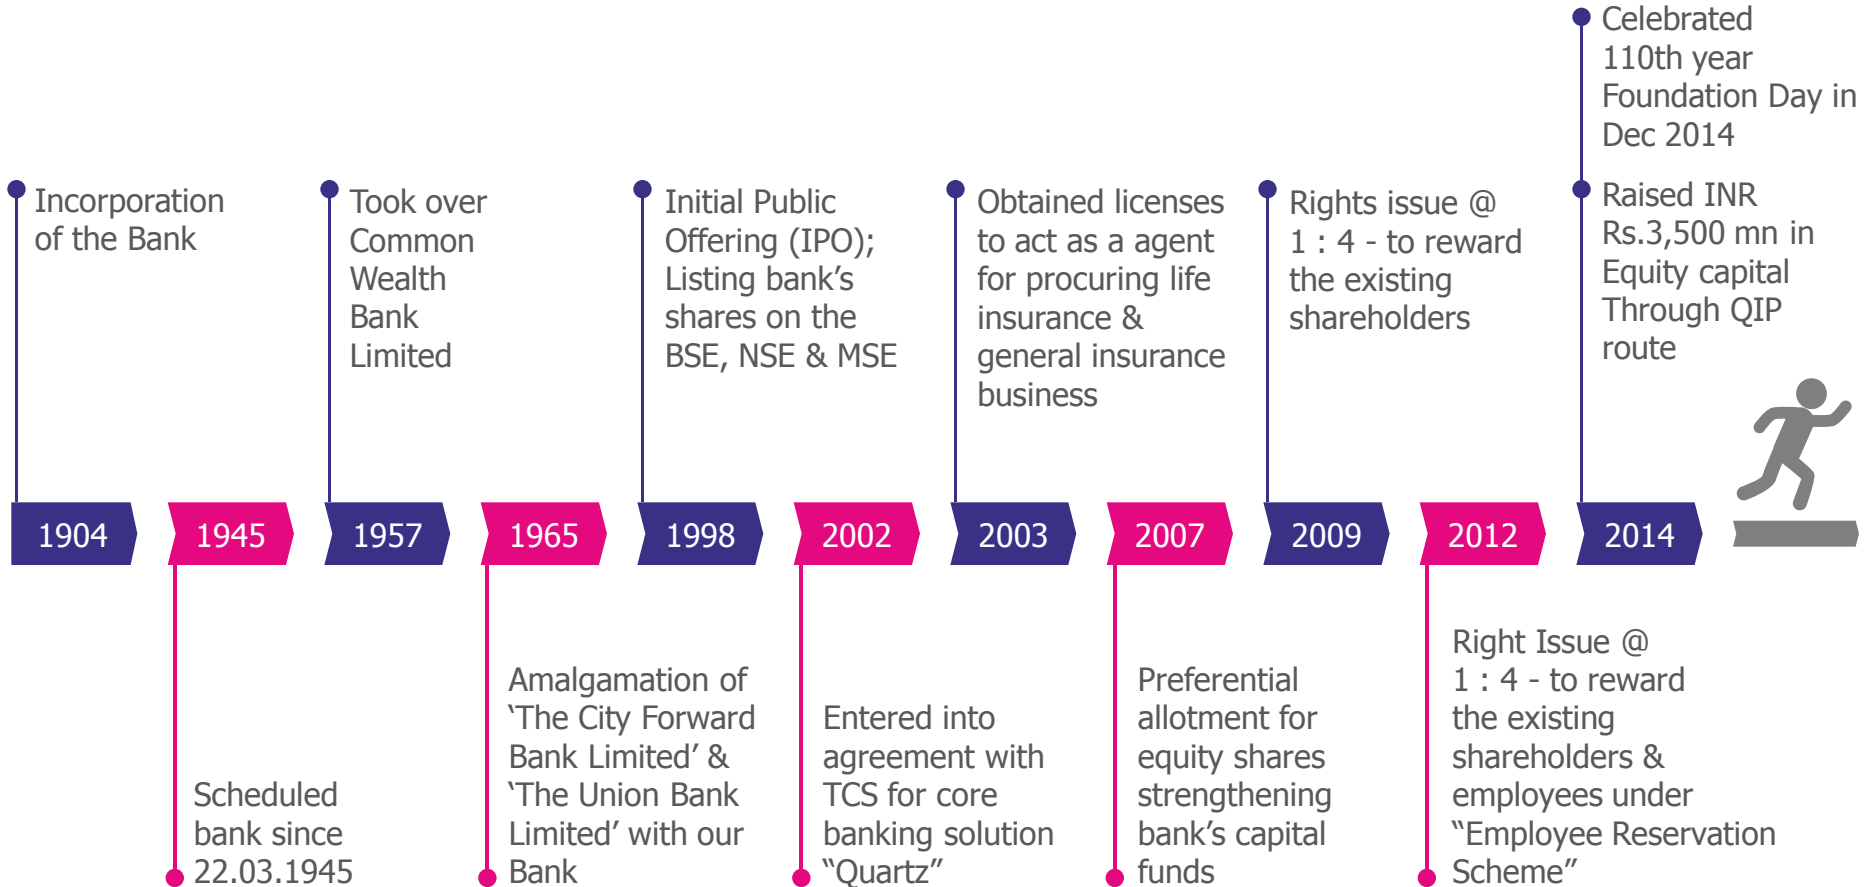 Celebrated
110th year
Foundation Day in
Dec 2014
Incorporation
of the Bank
Took over
Common
Wealth
Bank
Limited
Initial Public
Offering (IPO);
Listing bank’s
shares on the
BSE, NSE & MSE
Obtained licenses
to act as a agent
for procuring life
insurance &
general insurance
business
Rights issue @
1 : 4 - to reward
the existing
shareholders
Raised INR
Rs.3,500 mn in
Equity capital
Through QIP
route
1904
1945
1957
1965
1998
2002
2003
2007
2009
2012
2014
Scheduled
bank since
22.03.1945
Amalgamation of
‘The City Forward
Bank Limited’ &
‘The Union Bank
Limited’ with our
Bank
Entered into
agreement with
TCS for core
banking solution
“Quartz”
Preferential
allotment for
equity shares
strengthening
bank’s capital
funds
Right Issue @
1 : 4 - to reward
the existing
shareholders &
employees under
“Employee Reservation
Scheme”